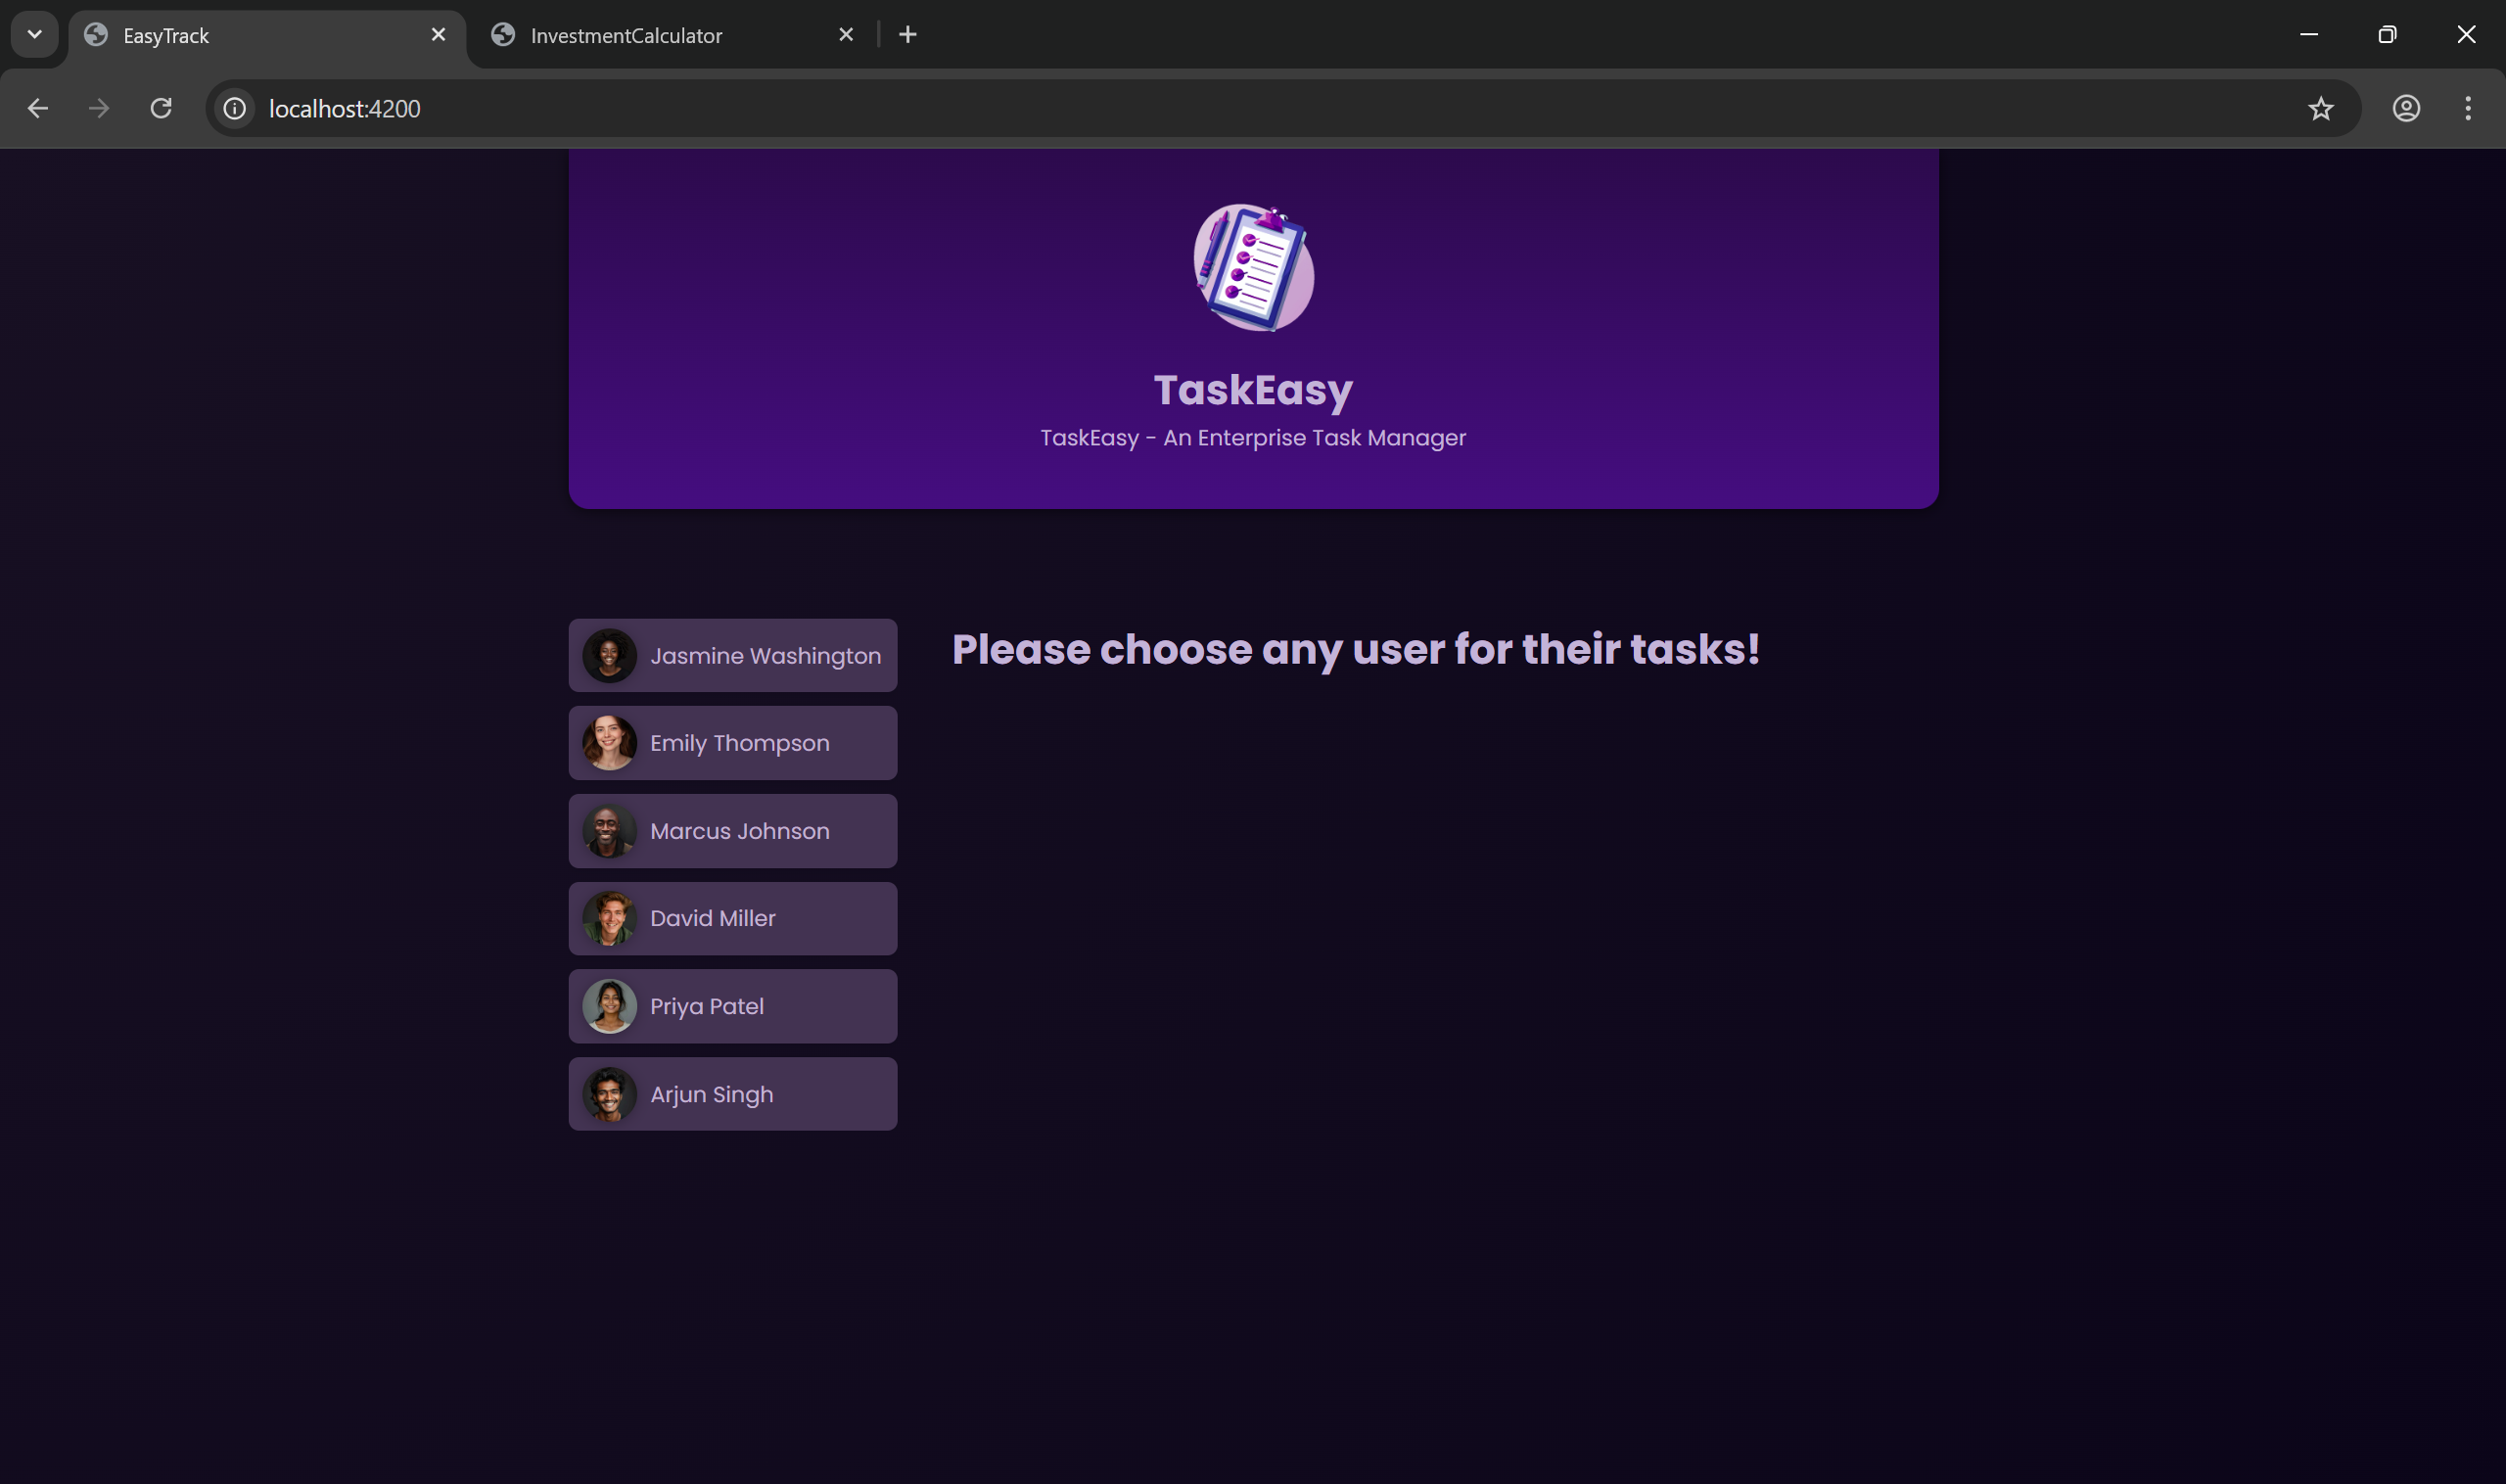 EasyTrack
InvestmentCalculator
localhost:4200
TaskEasy
TaskEasy - An Enterprise Task Manager
Please choose any user for their tasks!
Jasmine Washington
Emily Thompson
Marcus Johnson
David Miller
Priya Patel
Arjun Singh